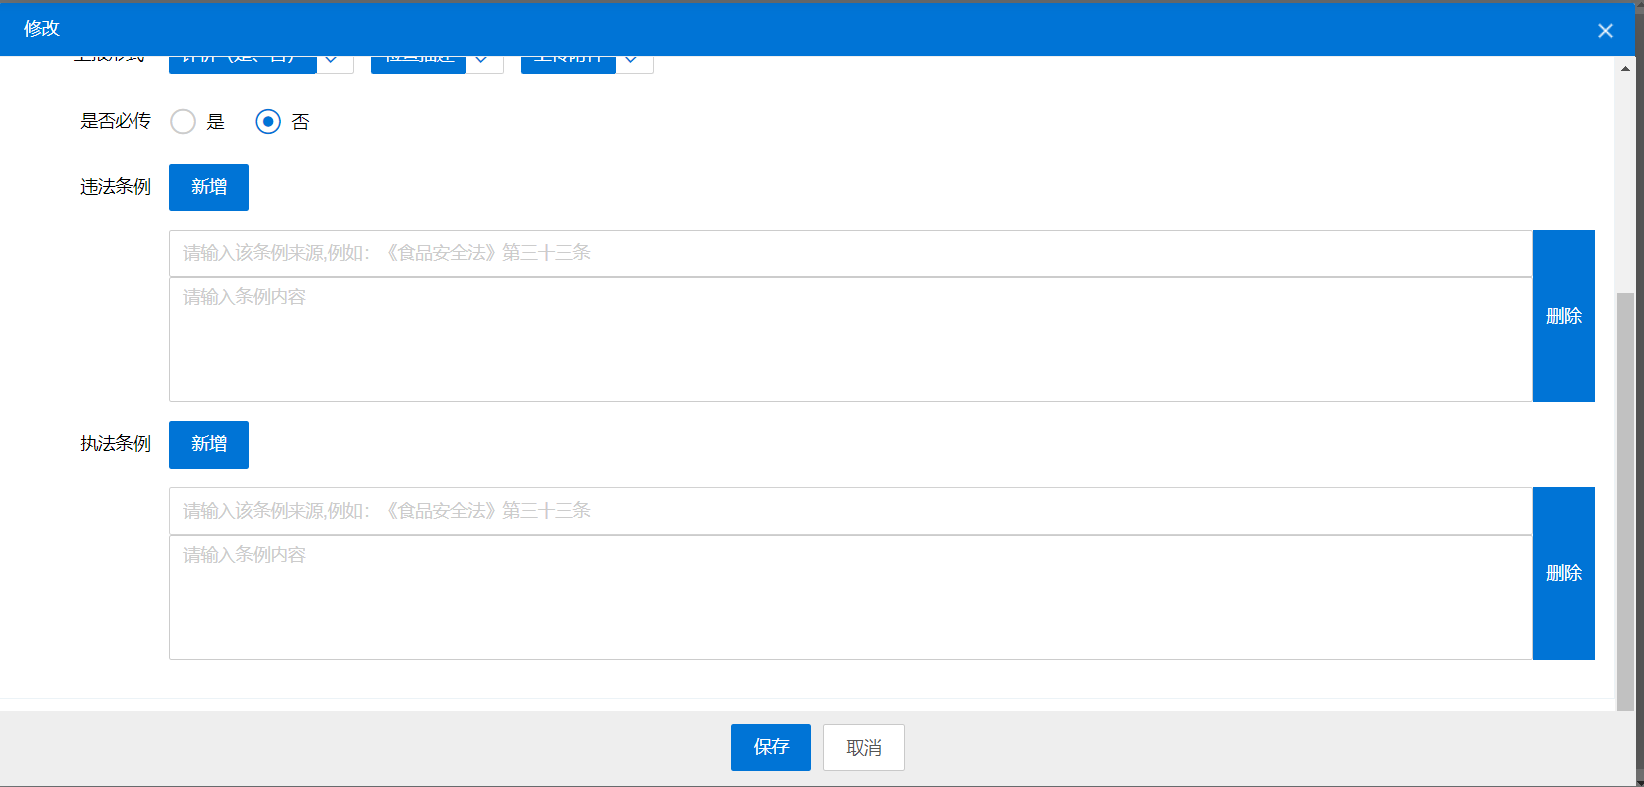 修改
是否必传 是 否
违法条例 新增
请输入该条例来源,例如：《食品安全法》第三十三条
请输入条例内容
删除
执法条例 新增
请输入该条例来源,例如：《食品安全法》第三十三条
请输入条例内容
删除
保存 取消